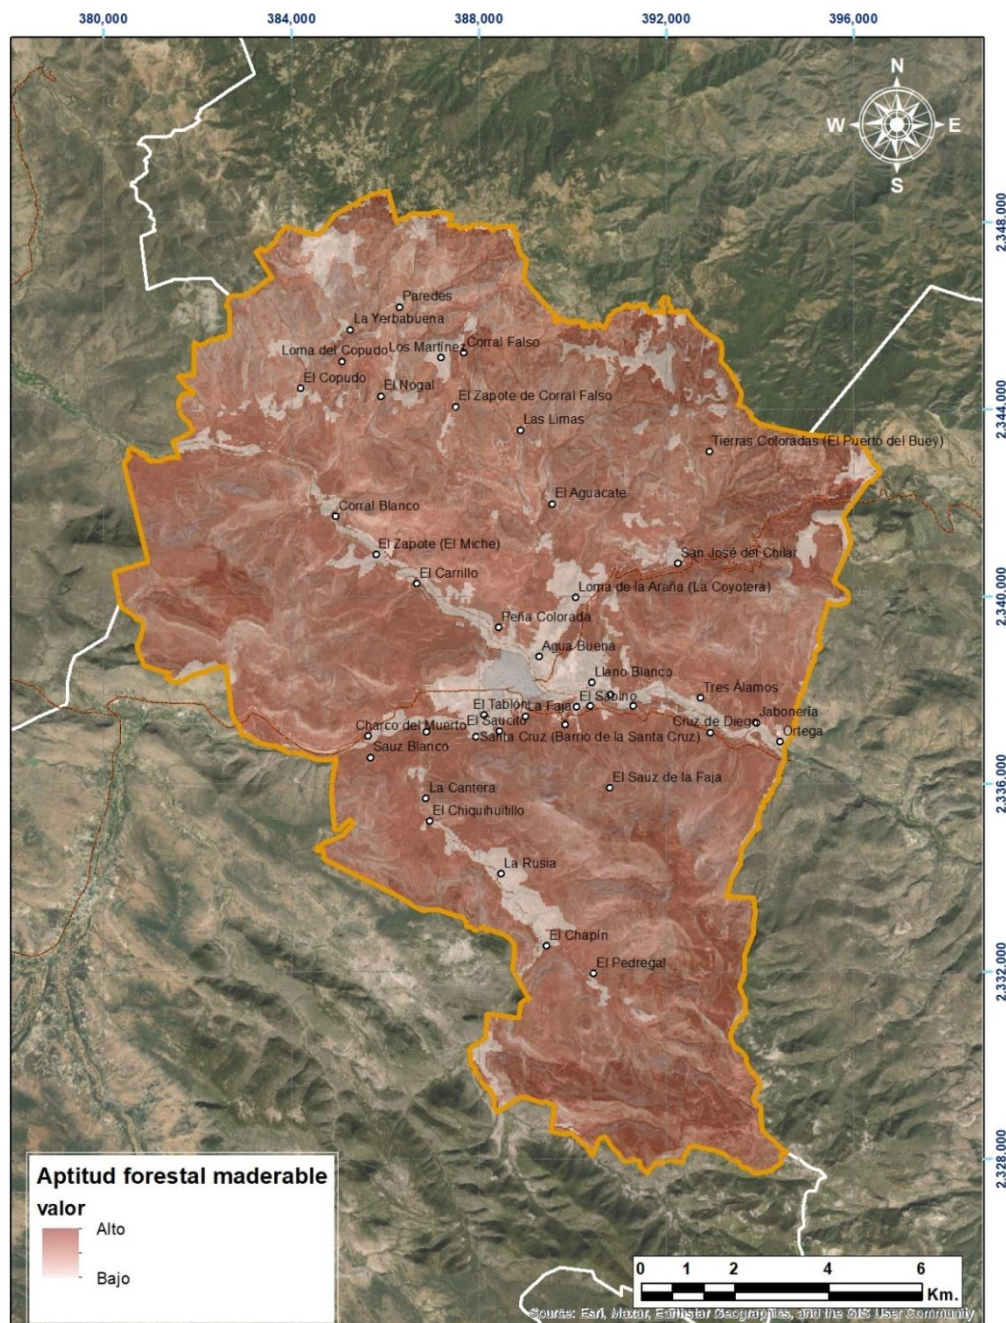 380,000 384,000 388,000 392,000 396,000
N
W E
S
2,348,000
Paredes
La Yerbabuena
Loma del Copudo
Los Martínez
Corral Falso
El Copudo
El Nogal
El Zapote de Corral Falso
2,344,000
Las Limas
Tierras Coloradas (El Puerto del Buey)
El Aguacate
Corral Blanco
El Zapote (El Miche)
San José del Chilar
El Carrillo
Loma de la Araña (La Coyotera)
2,340,000
Peña Colorada
Agua Buena
Llano Blanco
El Sabino
Tres Álamos
El Tablón
La Faja
Jabonería
Charco del Muerto
El Saucito
Cruz de Diego
Santa Cruz (Barrio de la Santa Cruz)
Ortega
Sauz Blanco
2,336,000
El Sauz de la Faja
La Cantera
El Chiquihuitillo
La Rusia
El Chapín
El Pedregal
2,332,000
2,328,000
Aptitud forestal maderable
valor
Alto
Bajo
0 1 2 4 6
Km.
Source: Esri, Maxar, Earthstar Geographics, and the GIS User Community